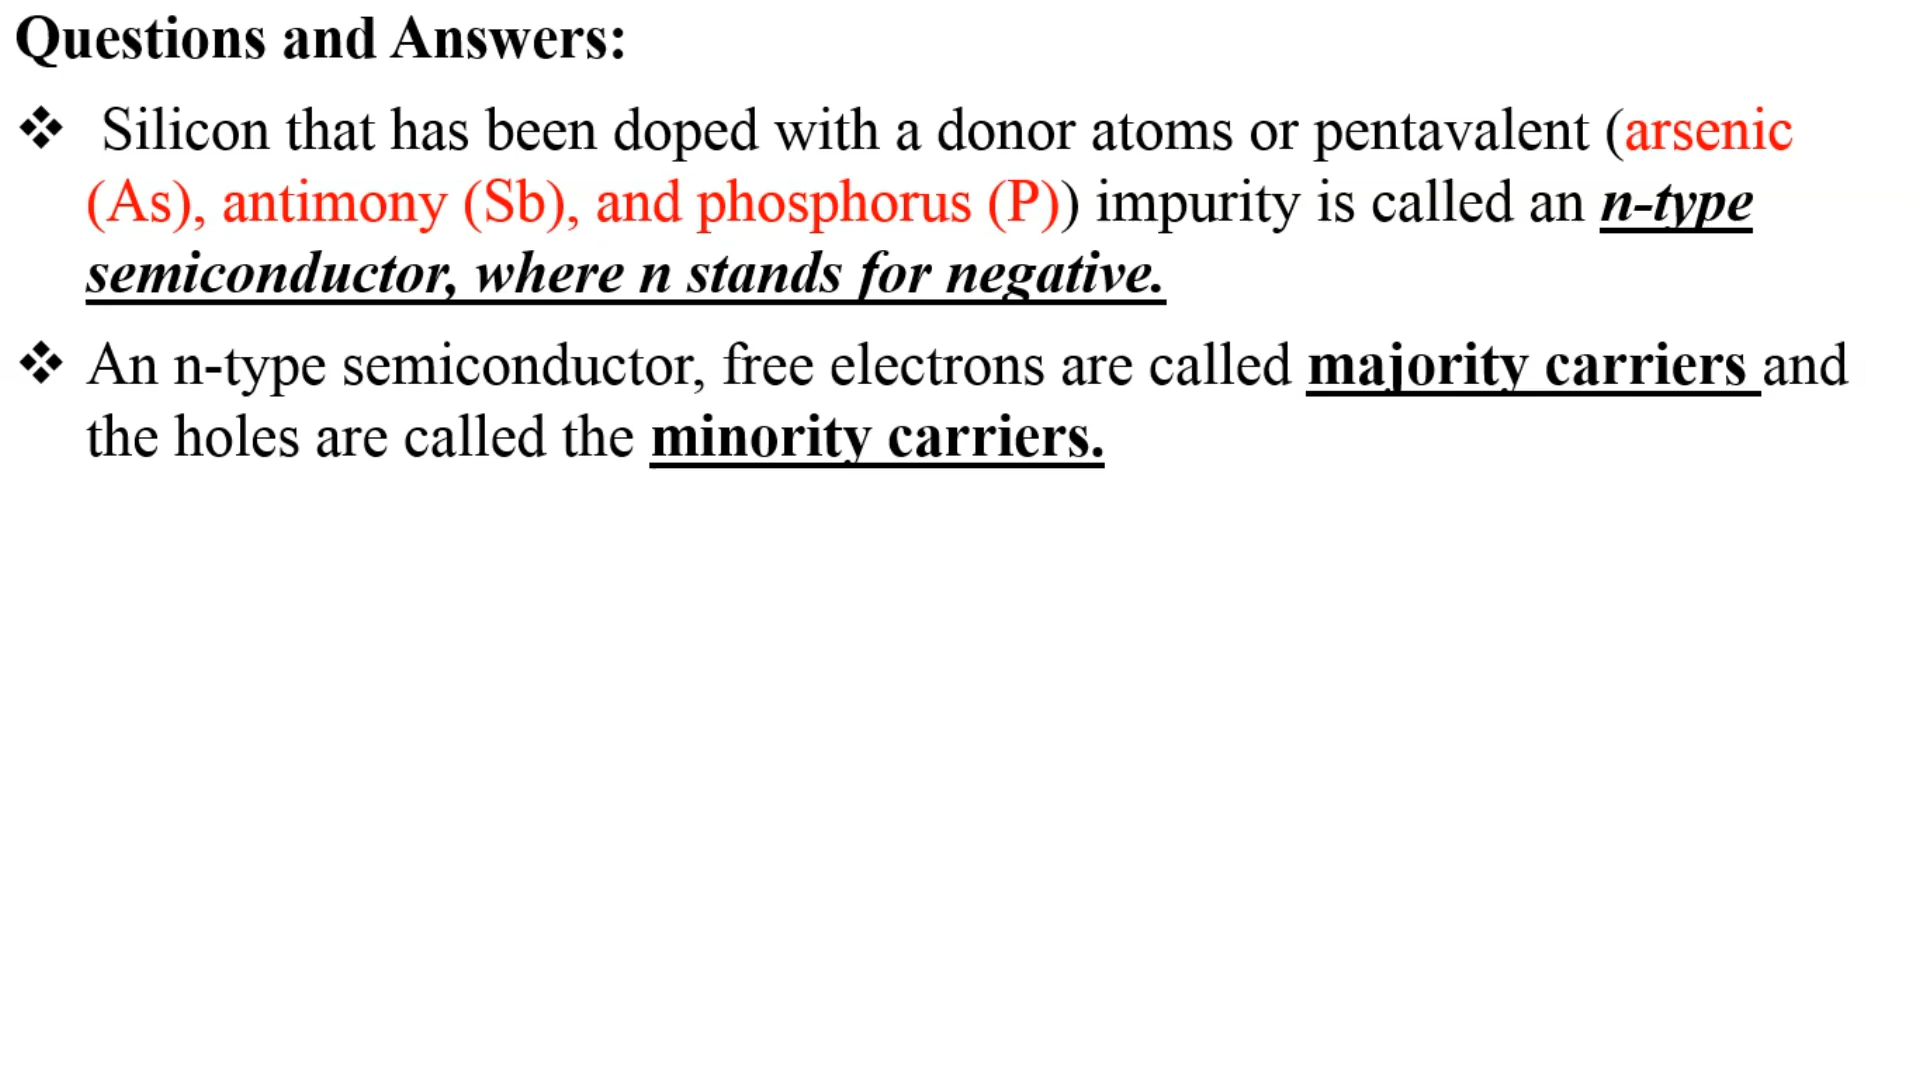 Questions and Answers:
❖ Silicon that has been doped with a donor atoms or pentavalent (arsenic
(As), antimony (Sb), and phosphorus (P)) impurity is called an n-type
semiconductor, where n stands for negative.
❖ An n-type semiconductor, free electrons are called majority carriers and
the holes are called the minority carriers.